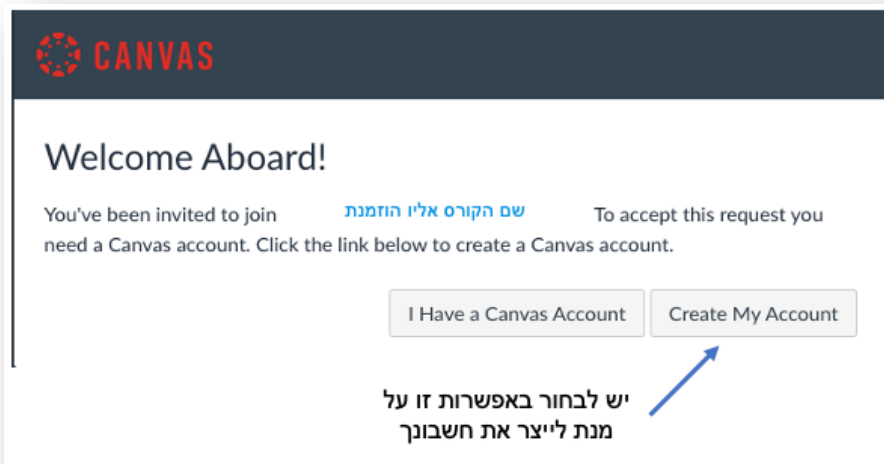 CANVAS
Welcome Aboard!
You've been invited to join שם הקורס אליו הוזמנת To accept this request you
need a Canvas account. Click the link below to create a Canvas account.
I Have a Canvas Account Create My Account
יש לבחור באפשרות זו על
מנת לייצר את חשבונך